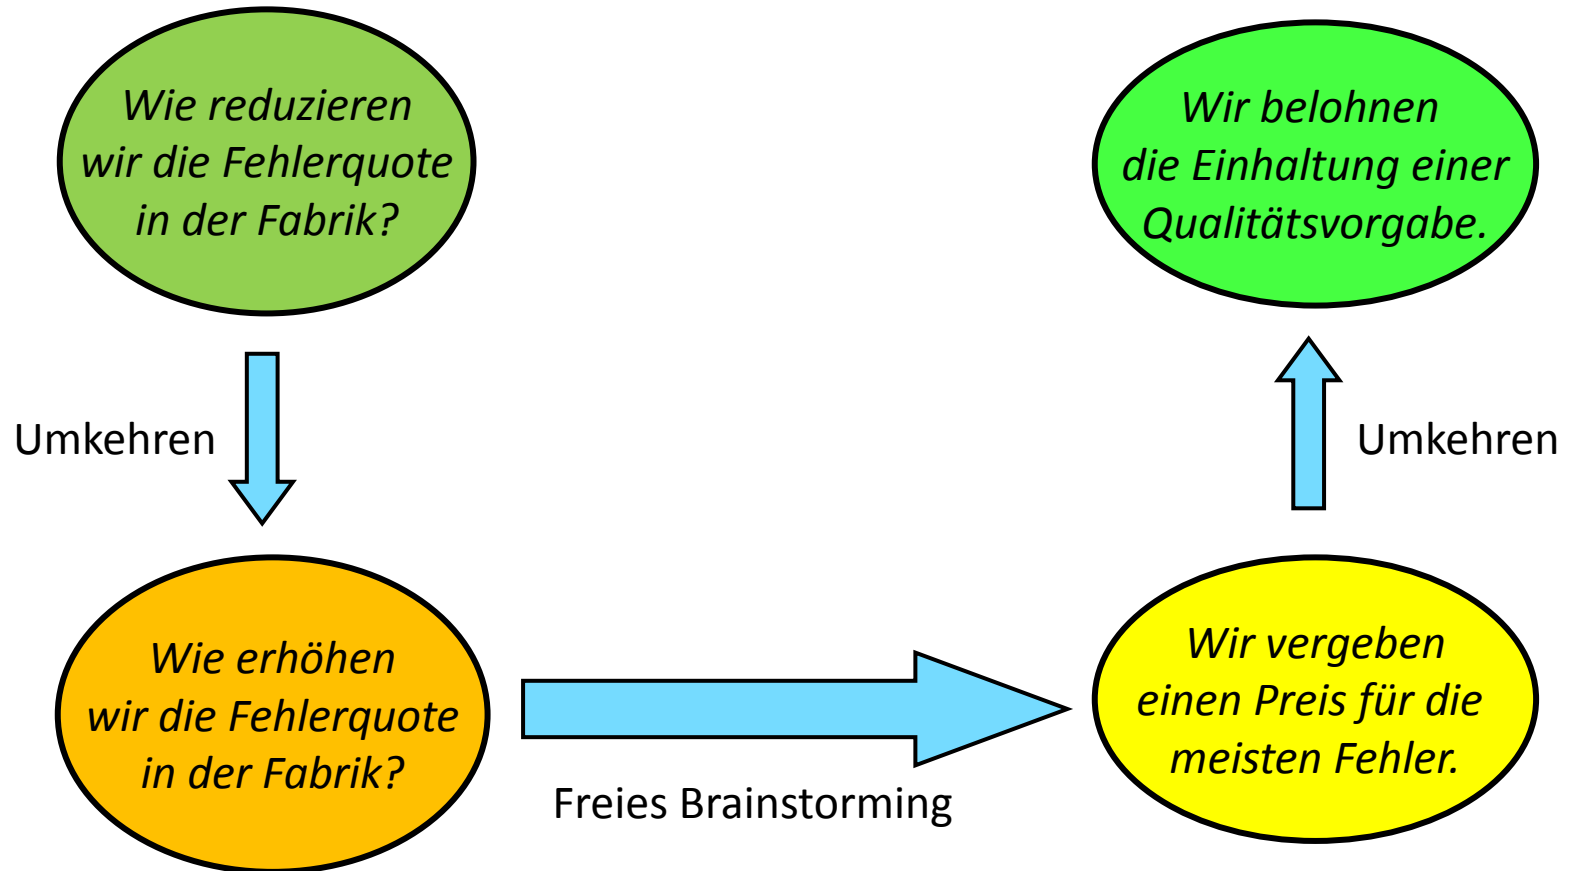 Wie reduzieren
wir die Fehlerquote
in der Fabrik?
Umkehren
Wie erhöhen
wir die Fehlerquote
in der Fabrik?
Freies Brainstorming
Wir vergeben
einen Preis für die
meisten Fehler.
Umkehren
Wir belohnen
die Einhaltung einer
Qualitätsvorgabe.